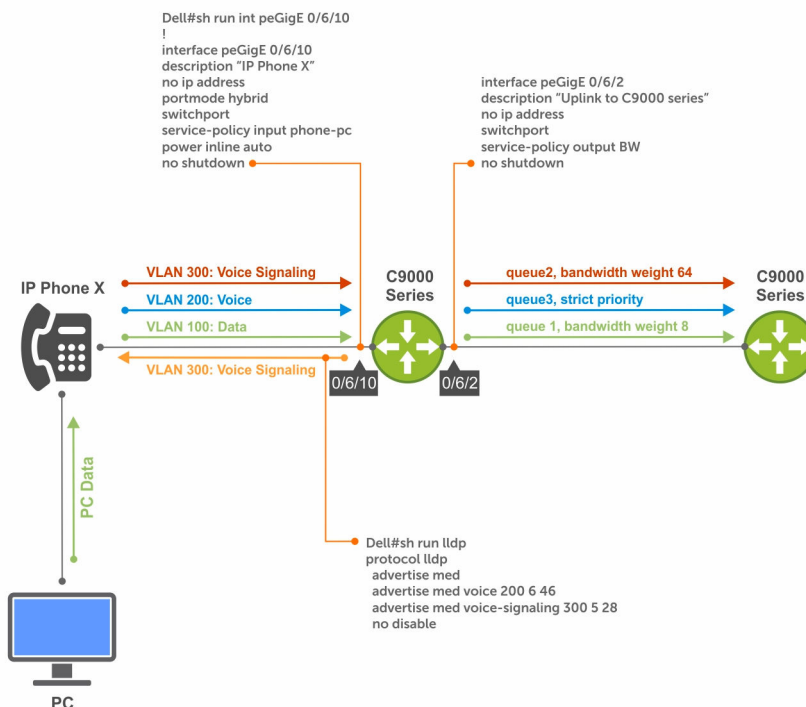 Dell#sh run int peGigE 0/6/10
!
interface peGigE 0/6/10
description “IP Phone X”
no ip address
portmode hybrid
switchport
service-policy input phone-pc
power inline auto
no shutdown
interface peGigE 0/6/2
description “Uplink to C9000 series”
no ip address
switchport
service-policy output BW
no shutdown
IP Phone X
VLAN 300: Voice Signaling
VLAN 200: Voice
VLAN 100: Data
VLAN 300: Voice Signaling
C9000
Series
0/6/10
0/6/2
queue2, bandwidth weight 64
queue3, strict priority
queue 1, bandwidth weight 8
C9000
Series
PC Data
Dell#sh run lldp
protocol lldp
advertise med
advertise med voice 200 6 46
advertise med voice-signaling 300 5 28
no disable
PC